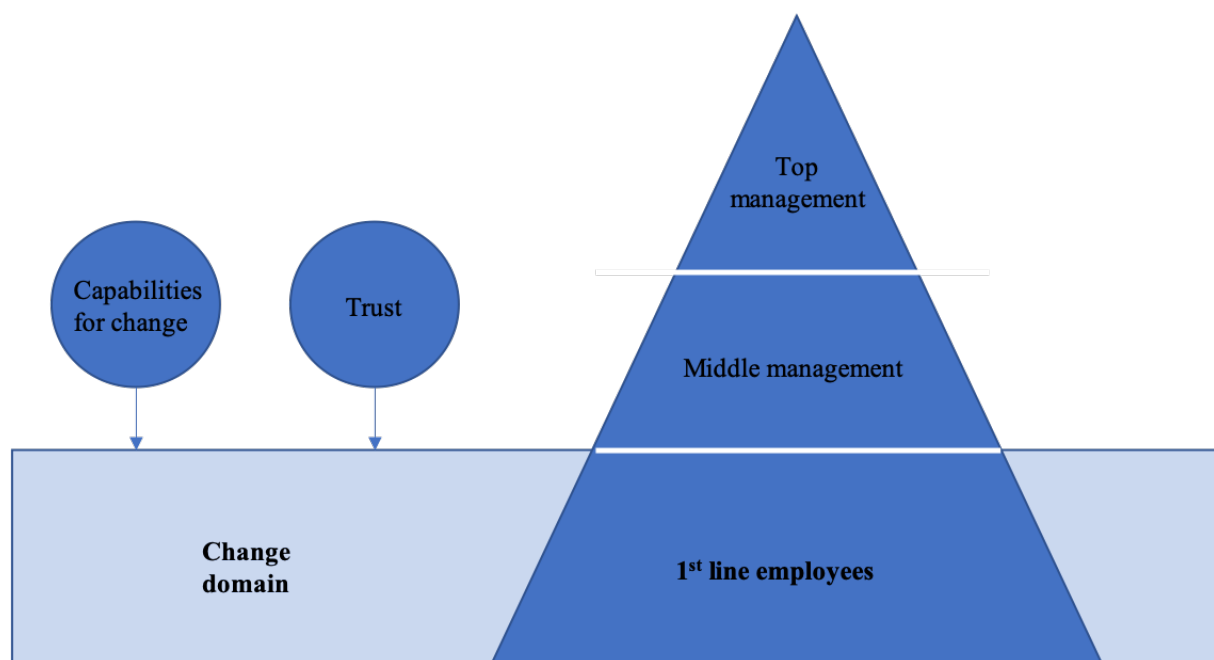 Top
management
Capabilities
for change
Trust
Middle management
Change
domain
1st line employees